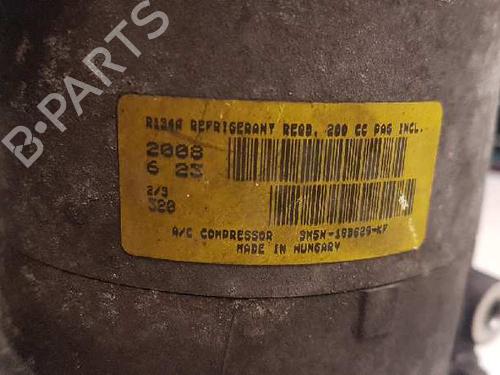 R134A REFRIGERANT REQD, 200 CC PAG INCL.
2008
6 23
2/3
320
A/C COMPRESSOR 3M5H-19D629-KF
MADE IN HUNGARY
B-PARTS